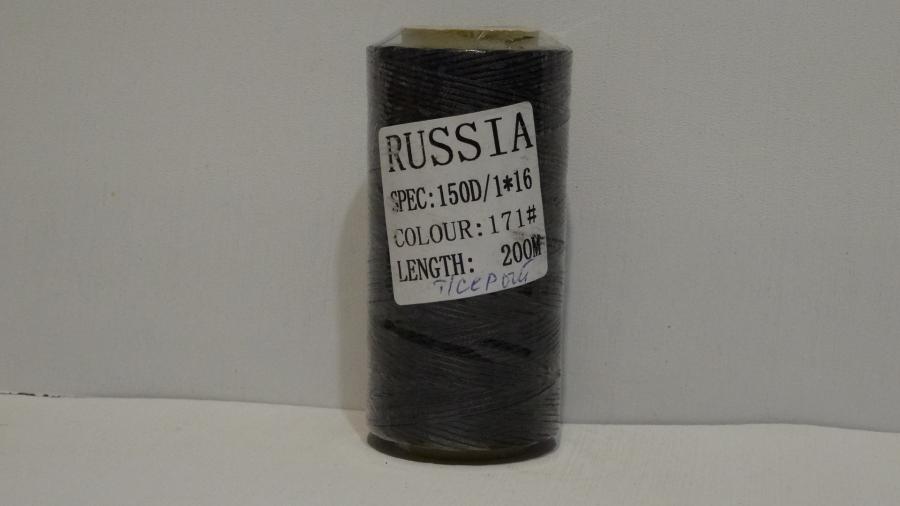 RUSSIA
SPEC:150D/1*16
COLOUR:171#
LENGTH: 200M
Т/СЕРЫЙ